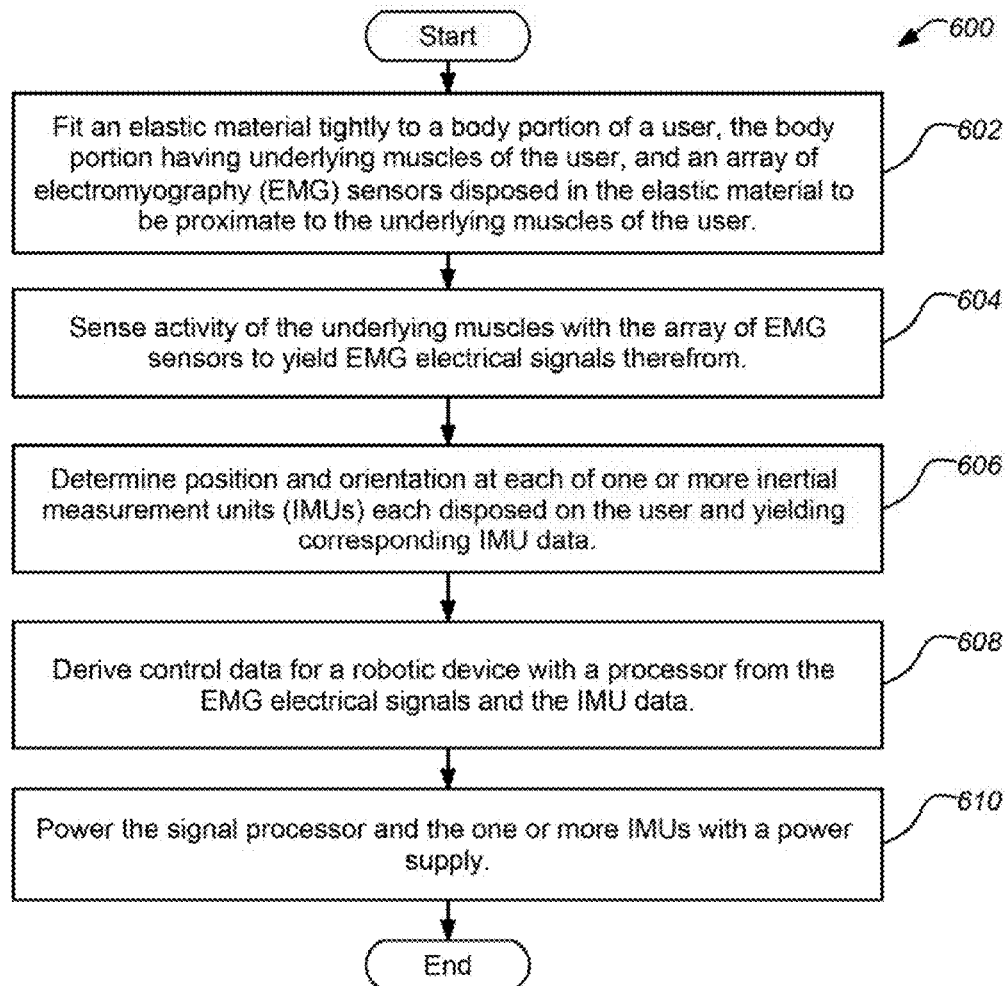 Start
600
Fit an elastic material tightly to a body portion of a user, the body
portion having underlying muscles of the user, and an array of
electromyography (EMG) sensors disposed in the elastic material to
be proximate to the underlying muscles of the user.
602
Sense activity of the underlying muscles with the array of EMG
sensors to yield EMG electrical signals therefrom.
604
Determine position and orientation at each of one or more inertial
measurement units (IMUs) each disposed on the user and yielding
corresponding IMU data.
606
Derive control data for a robotic device with a processor from the
EMG electrical signals and the IMU data.
608
Power the signal processor and the one or more IMUs with a power
supply.
610
End